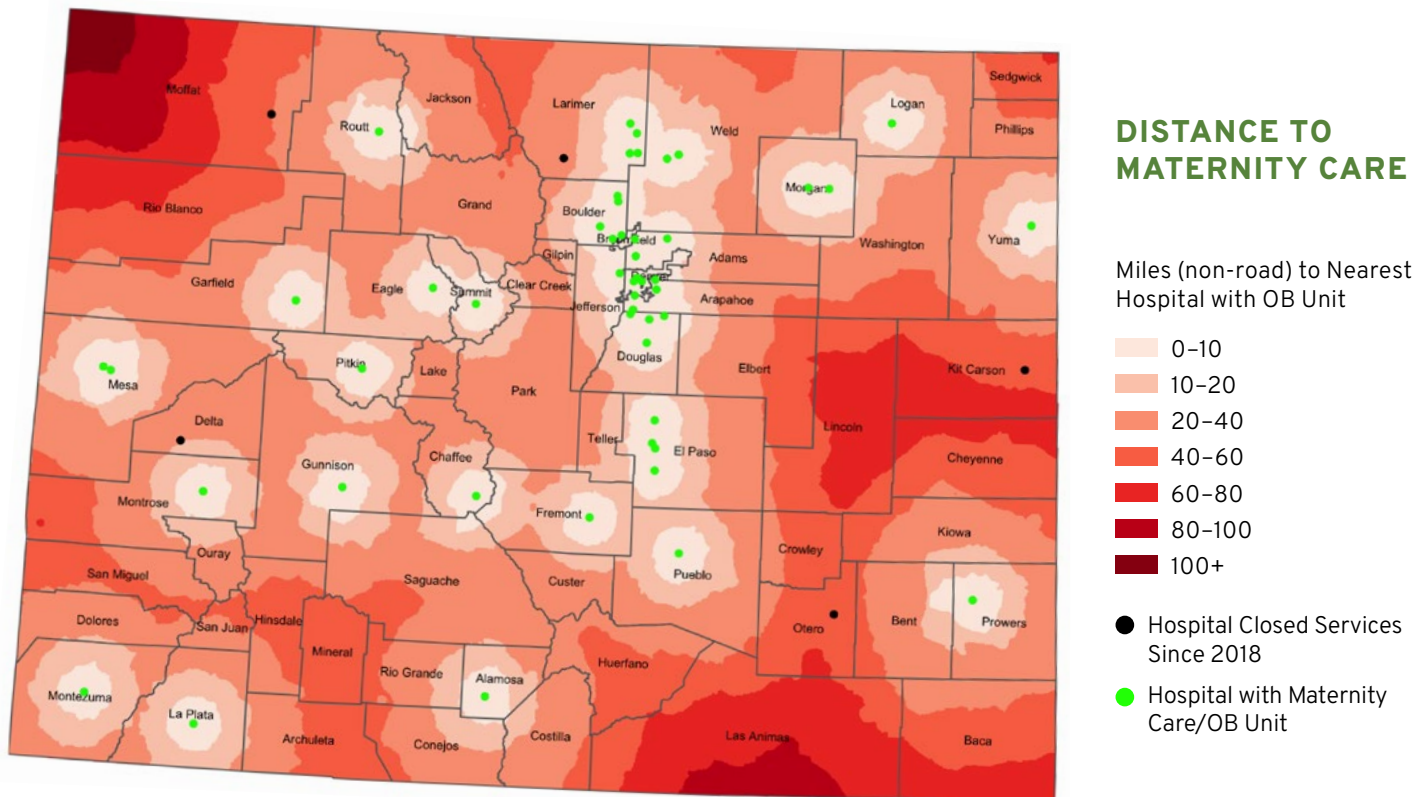 Sedgwick
Moffat
Jackson
Larimer
Logan
Routt
Weld
Phillips
Morgan
Rio Blanco
Grand
Boulder
Broomfield
Washington
Yuma
Gilpin
Adams
Garfield
Eagle
Summit
Clear Creek
Denver
Jefferson
Arapahoe
Mesa
Pitkin
Lake
Douglas
Elbert
Kit Carson
Park
Delta
Lincoln
Teller
El Paso
Gunnison
Chaffee
Cheyenne
Montrose
Fremont
Kiowa
Ouray
Crowley
San Miguel
Saguache
Custer
Pueblo
Dolores
San Juan
Hinsdale
Otero
Bent
Prowers
Mineral
Rio Grande
Huerfano
Montezuma
Alamosa
La Plata
Archuleta
Conejos
Costilla
Las Animas
Baca
DISTANCE TO
MATERNITY CARE
Miles (non-road) to Nearest
Hospital with OB Unit
0–10
10–20
20–40
40–60
60–80
80–100
100+
Hospital Closed Services
Since 2018
Hospital with Maternity
Care/OB Unit